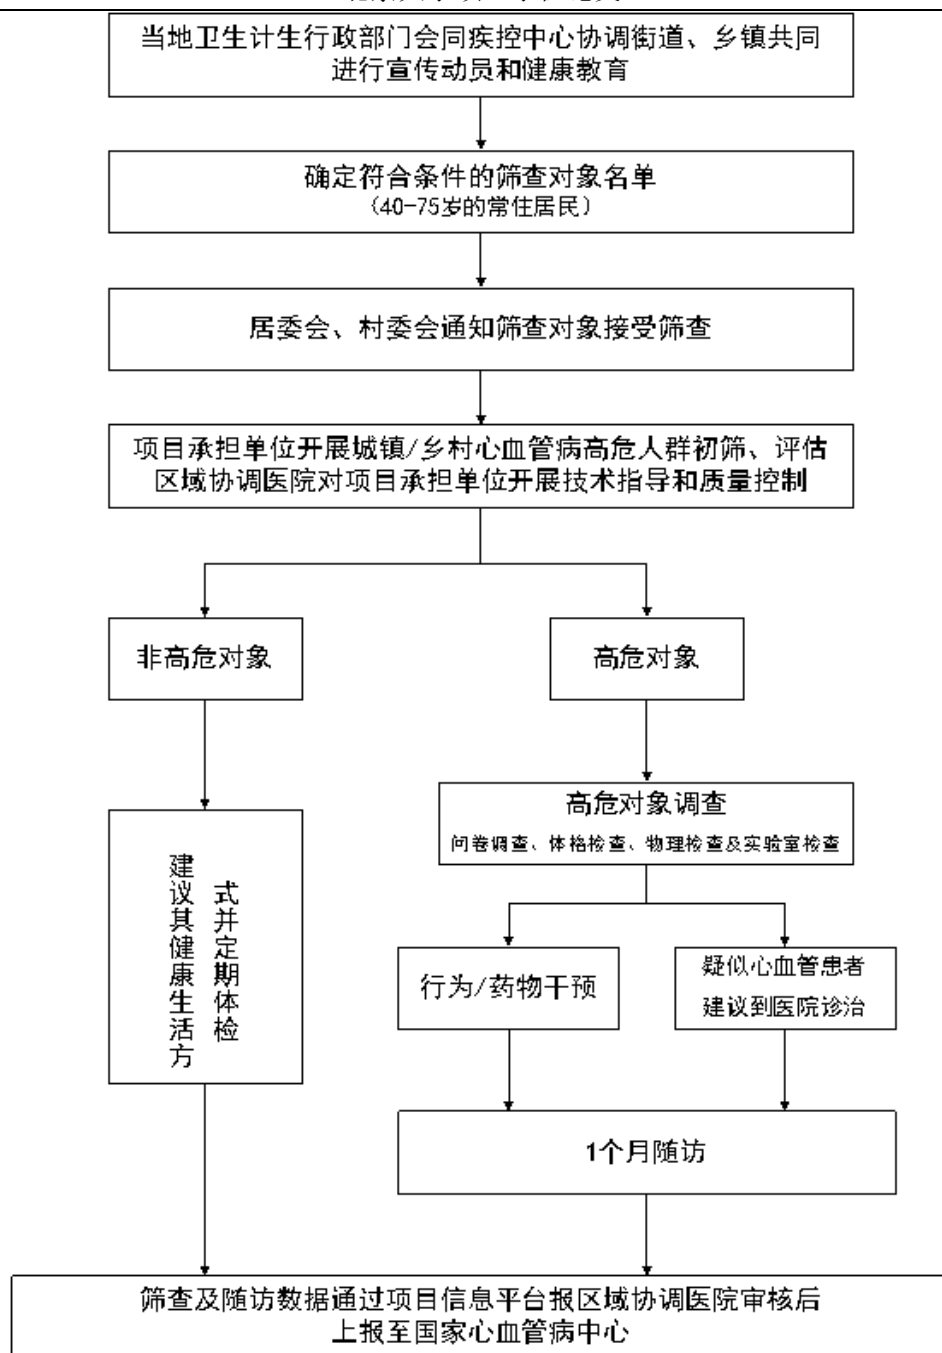 当地卫生计生行政部门会同疾控中心协调街道、乡镇共同
进行宣传动员和健康教育
确定符合条件的筛查对象名单
（40-75岁的常住居民）
居委会、村委会通知筛查对象接受筛查
项目承担单位开展城镇/乡村心血管病高危人群初筛、评估
区域协调医院对项目承担单位开展技术指导和质量控制
非高危对象
高危对象
高危对象调查
问卷调查、体格检查、物理检查及实验室检查
建议其健康生活方
式并定期体检
行为/药物干预
疑似心血管患者
建议到医院诊治
1个月随访
筛查及随访数据通过项目信息平台报区域协调医院审核后
上报至国家心血管病中心